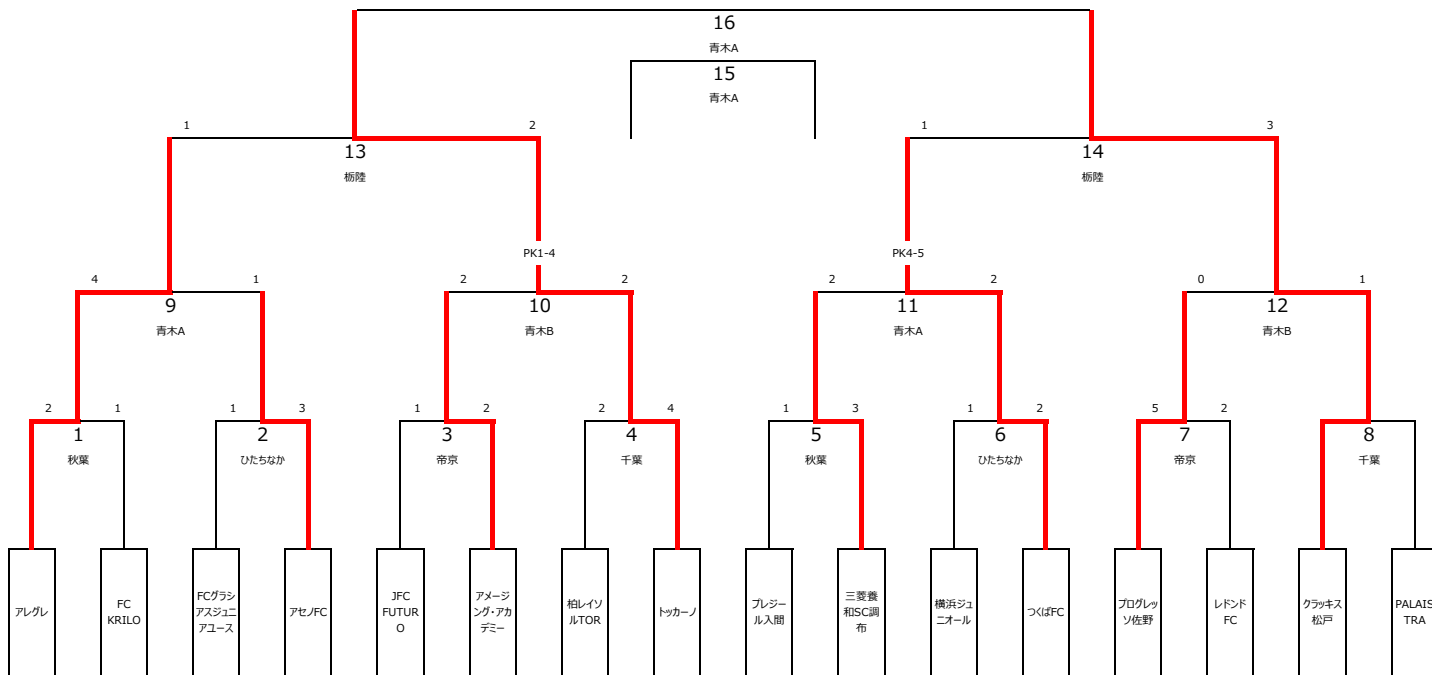 16
青木A
15
青木A
1 2 1 3
13 14
栃陸 栃陸
PK1-4 PK4-5
4 1 2 2 2 2 0 1
9 10 11 12
青木A 青木B 青木A 青木B
2 1 1 3 1 2 2 4 1 3 1 2 5 2
1 2 3 4 5 6 7 8
秋葉 ひたちなか 帝京 千葉 秋葉 ひたちなか 帝京 千葉
アレグレ
FC
KRILO
FCグラシ
アスジュニ
アユース
アセノFC
JFC
FUTUR
O
アメージ
ング・アカ
デミー
柏レイソ
ルTOR
トッカーノ
プレジー
ル入間
三菱養
和SC調
布
横浜ジュ
ニオール
つくばFC
プログレッ
ソ佐野
レドンド
FC
クラッキス
松戸
PALAIS
TRA